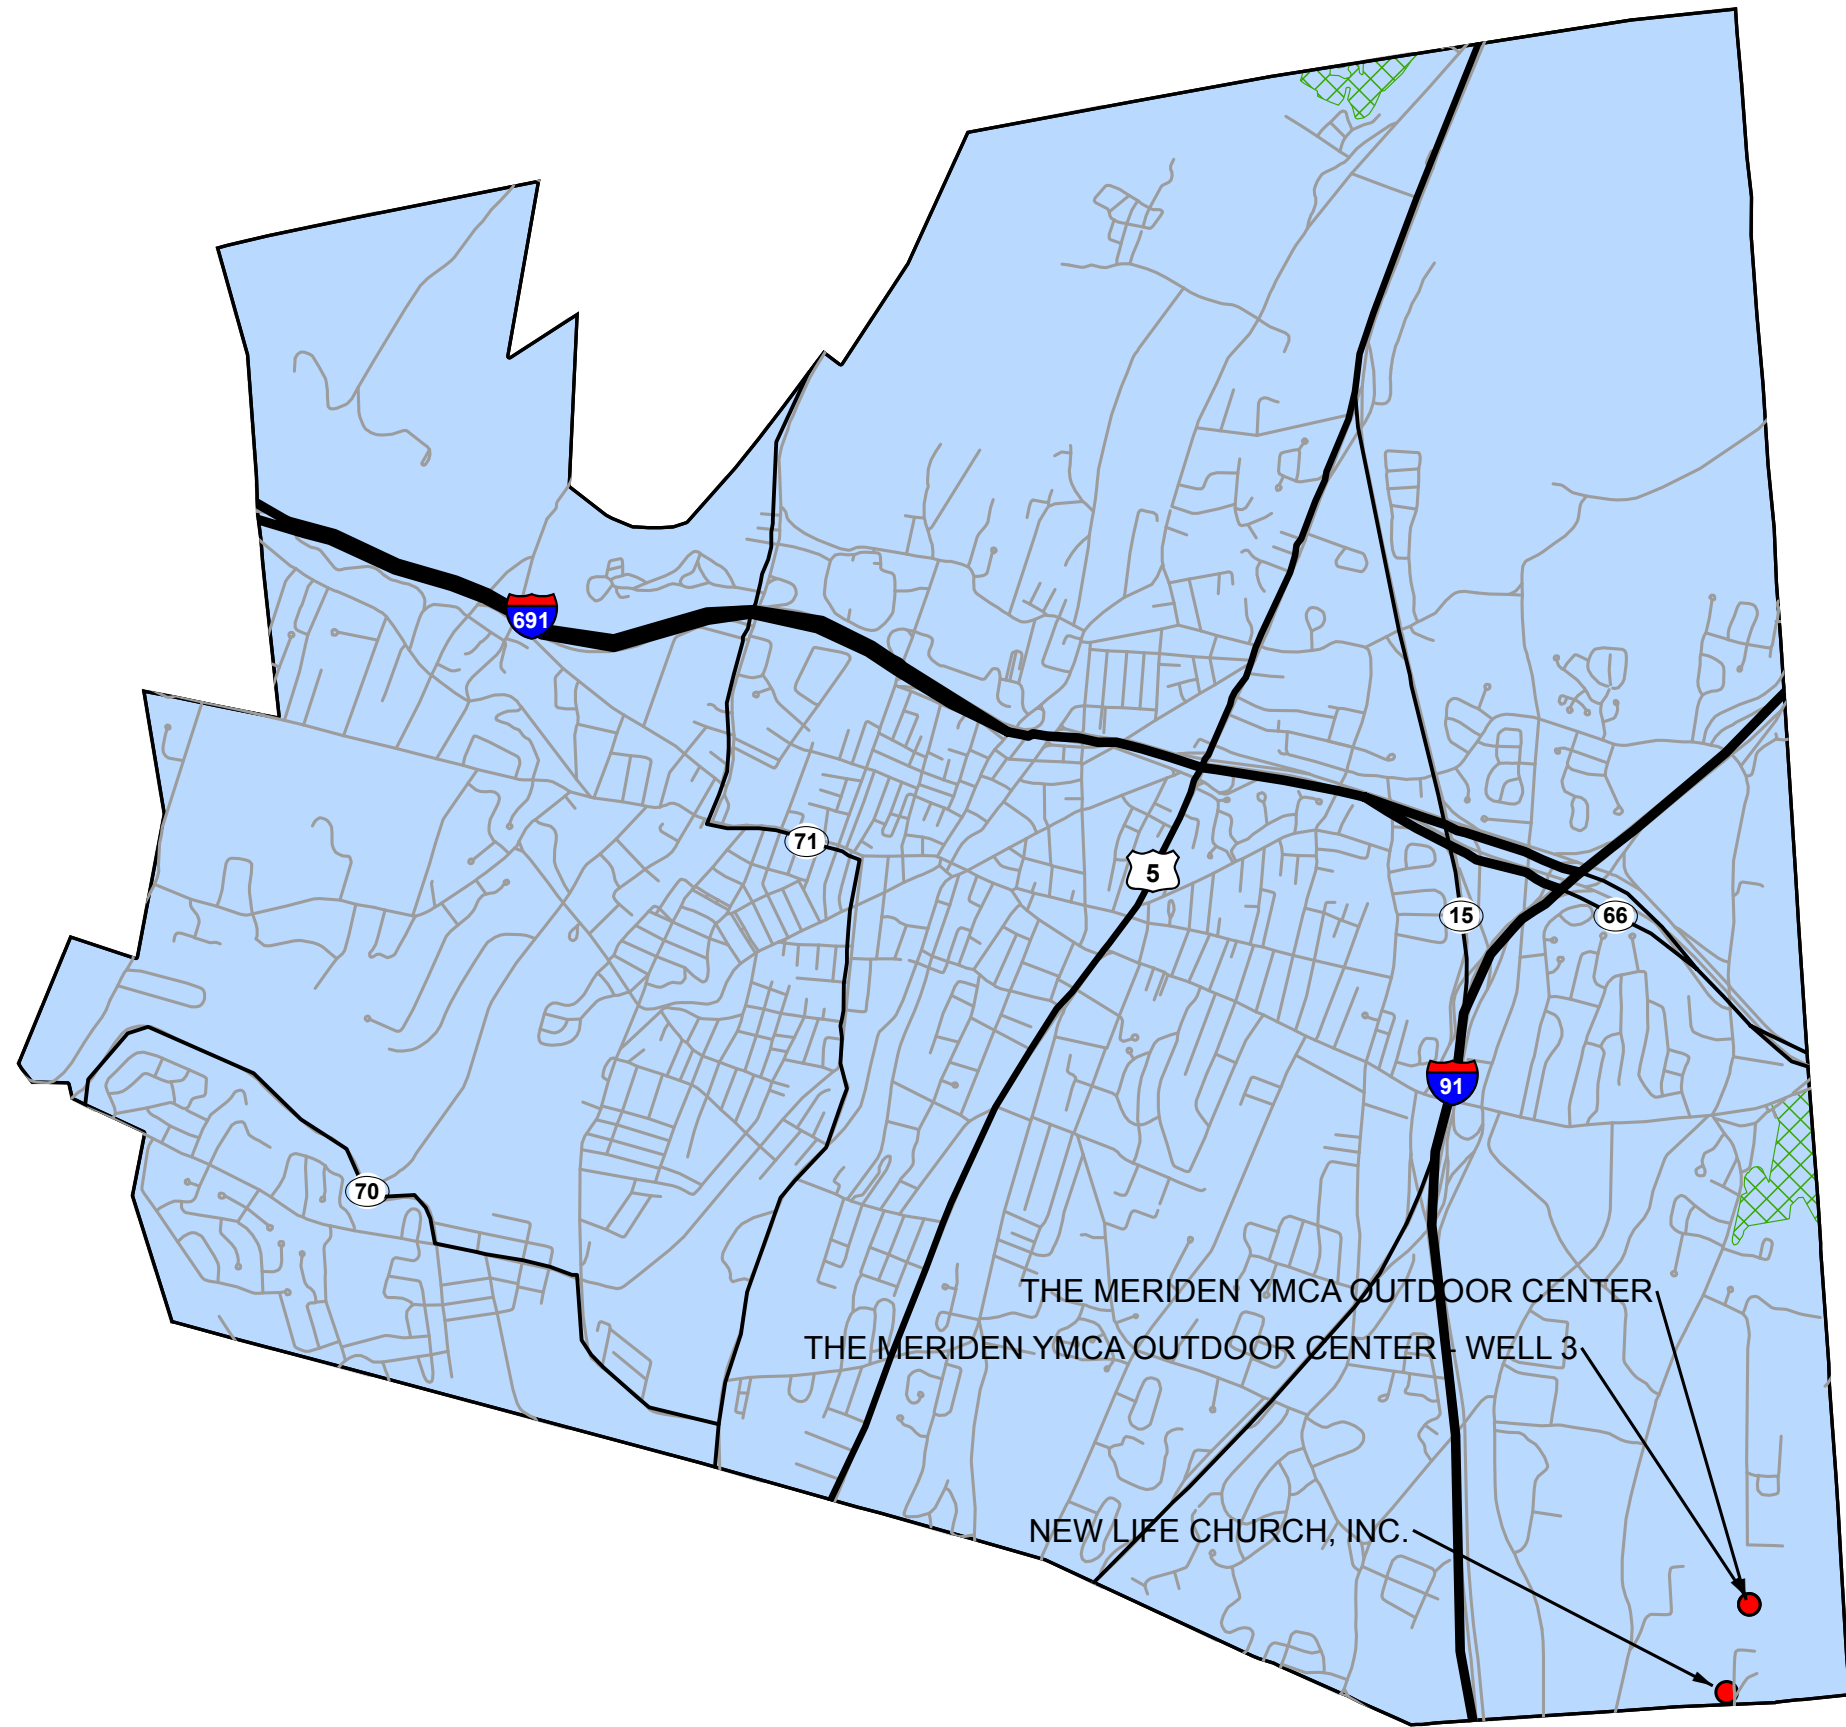 691
71
5
15
66
91
70
THE MERIDEN YMCA OUTDOOR CENTER
THE MERIDEN YMCA OUTDOOR CENTER - WELL 3
NEW LIFE CHURCH, INC.